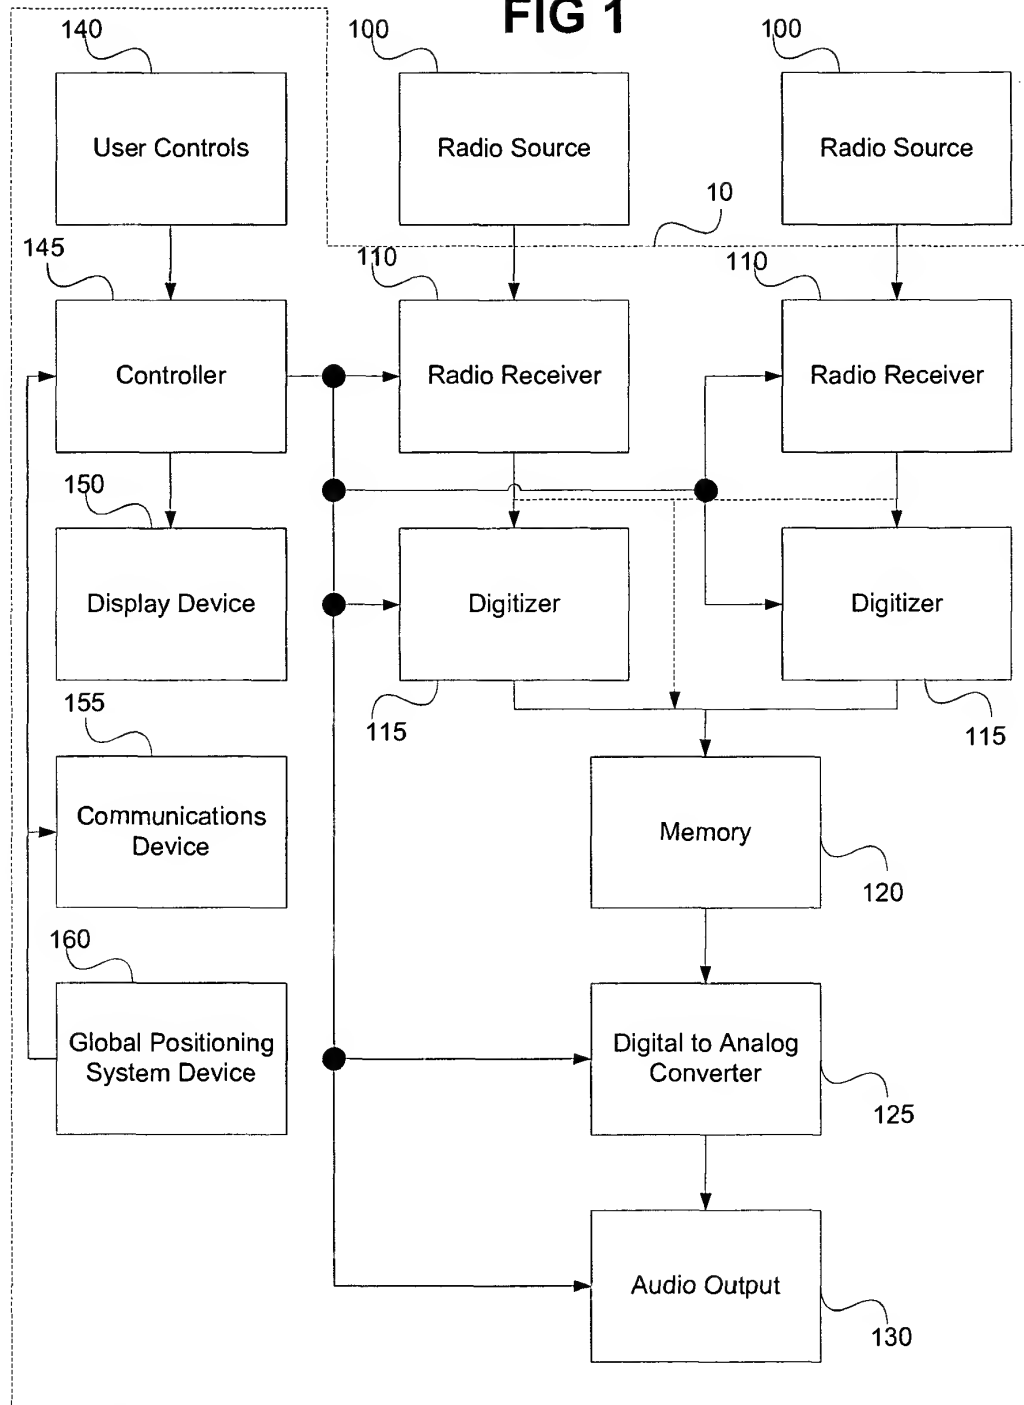 FIG 1
140
100
100
User Controls
Radio Source
Radio Source
10
145
110
110
Controller
Radio Receiver
Radio Receiver
150
Display Device
Digitizer
Digitizer
155
115
115
Communications
Device
Memory
120
160
Global Positioning
System Device
Digital to Analog
Converter
125
Audio Output
130